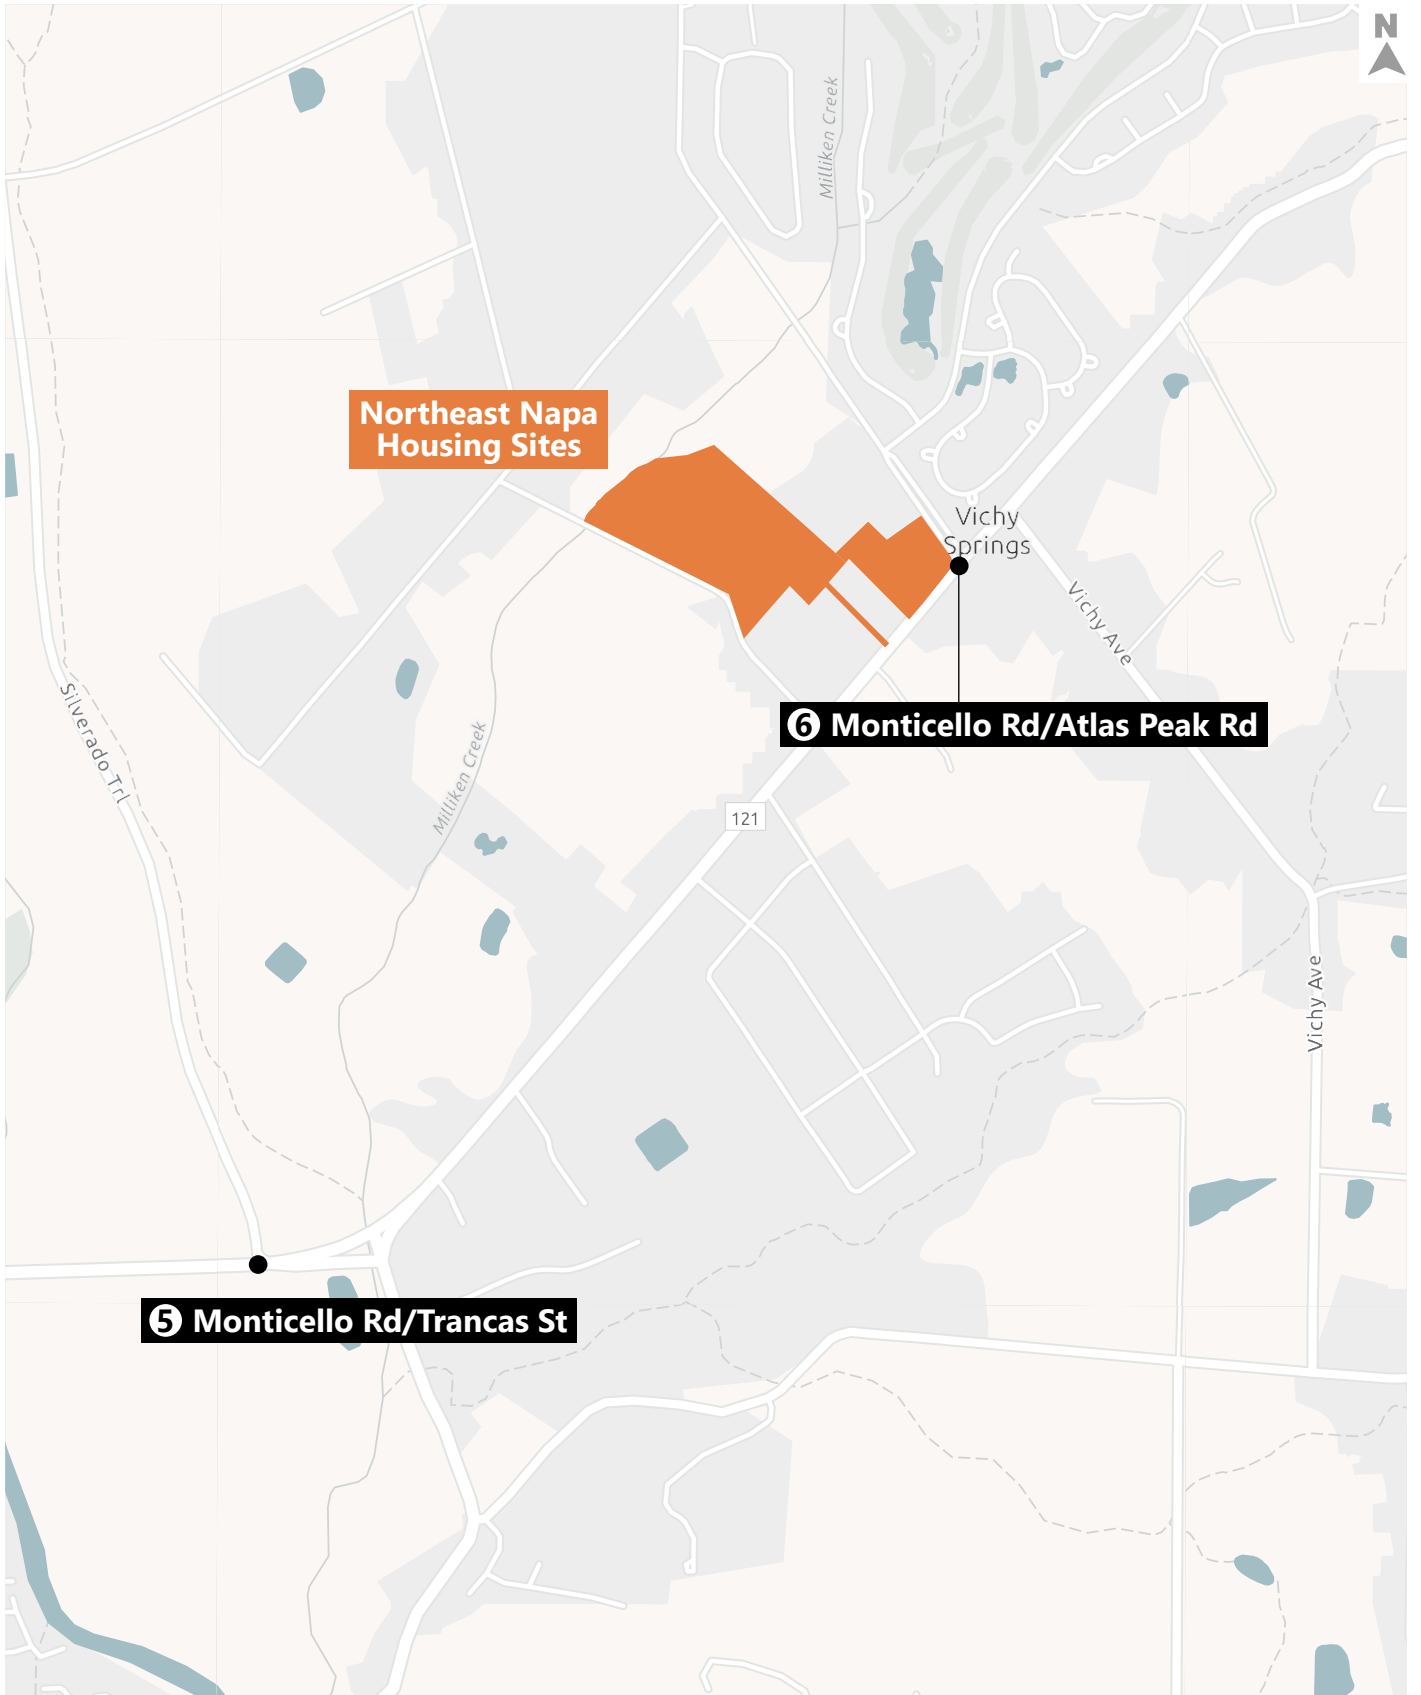 N
Milliken Creek
Northeast Napa
Housing Sites
Vichy
Springs
Vichy Ave
Silverado Trl
6 Monticello Rd/Atlas Peak Rd
Milliken Creek
121
Vichy Ave
5 Monticello Rd/Trancas St